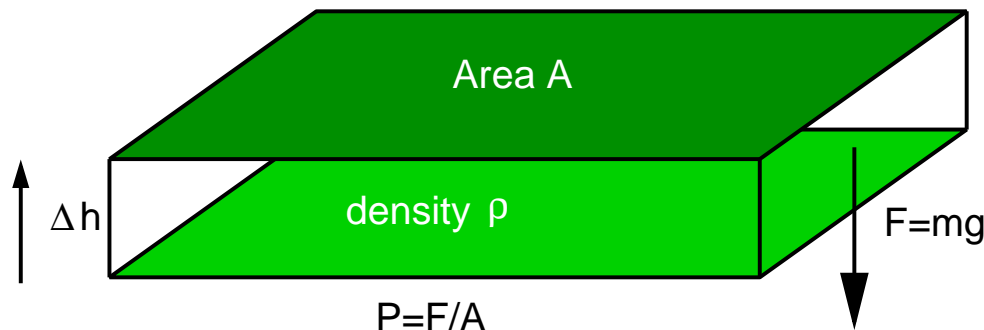 Area A
Δh
density ρ
F=mg
P=F/A